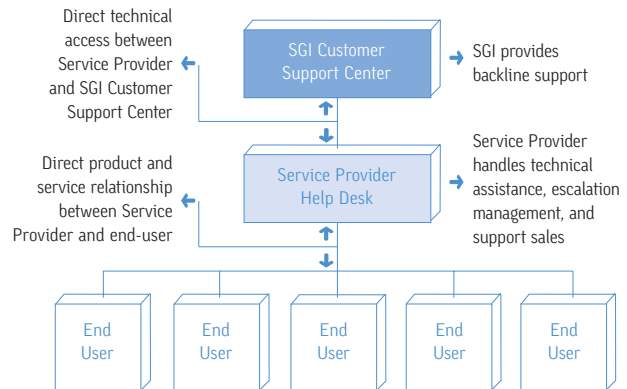 Direct technical
access between
Service Provider
and SGI Customer
Support Center
SGI Customer
Support Center
SGI provides
backline support
Direct product and
service relationship
between Service
Provider and end-user
Service Provider
Help Desk
Service Provider
handles technical
assistance, escalation
management, and
support sales
End
User
End
User
End
User
End
User
End
User